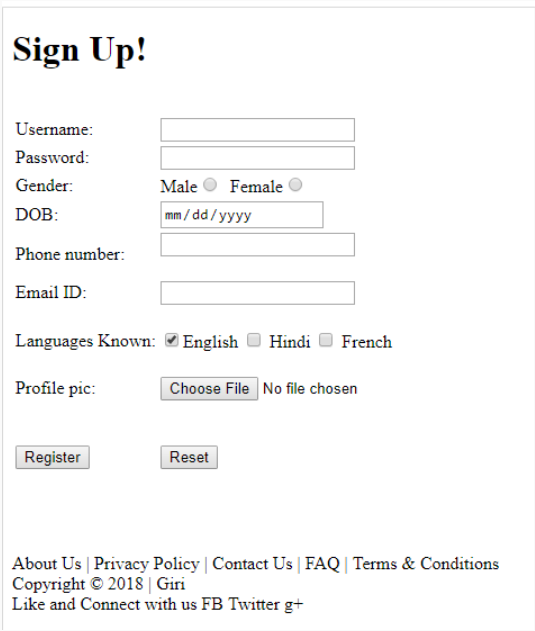 Sign Up!
Username:
Password:
Gender: Male Female
DOB: mm/dd/yyyy
Phone number:
Email ID:
Languages Known: English Hindi French
Profile pic: Choose File No file chosen
Register Reset
About Us | Privacy Policy | Contact Us | FAQ | Terms & Conditions
Copyright © 2018 | Giri
Like and Connect with us FB Twitter g+